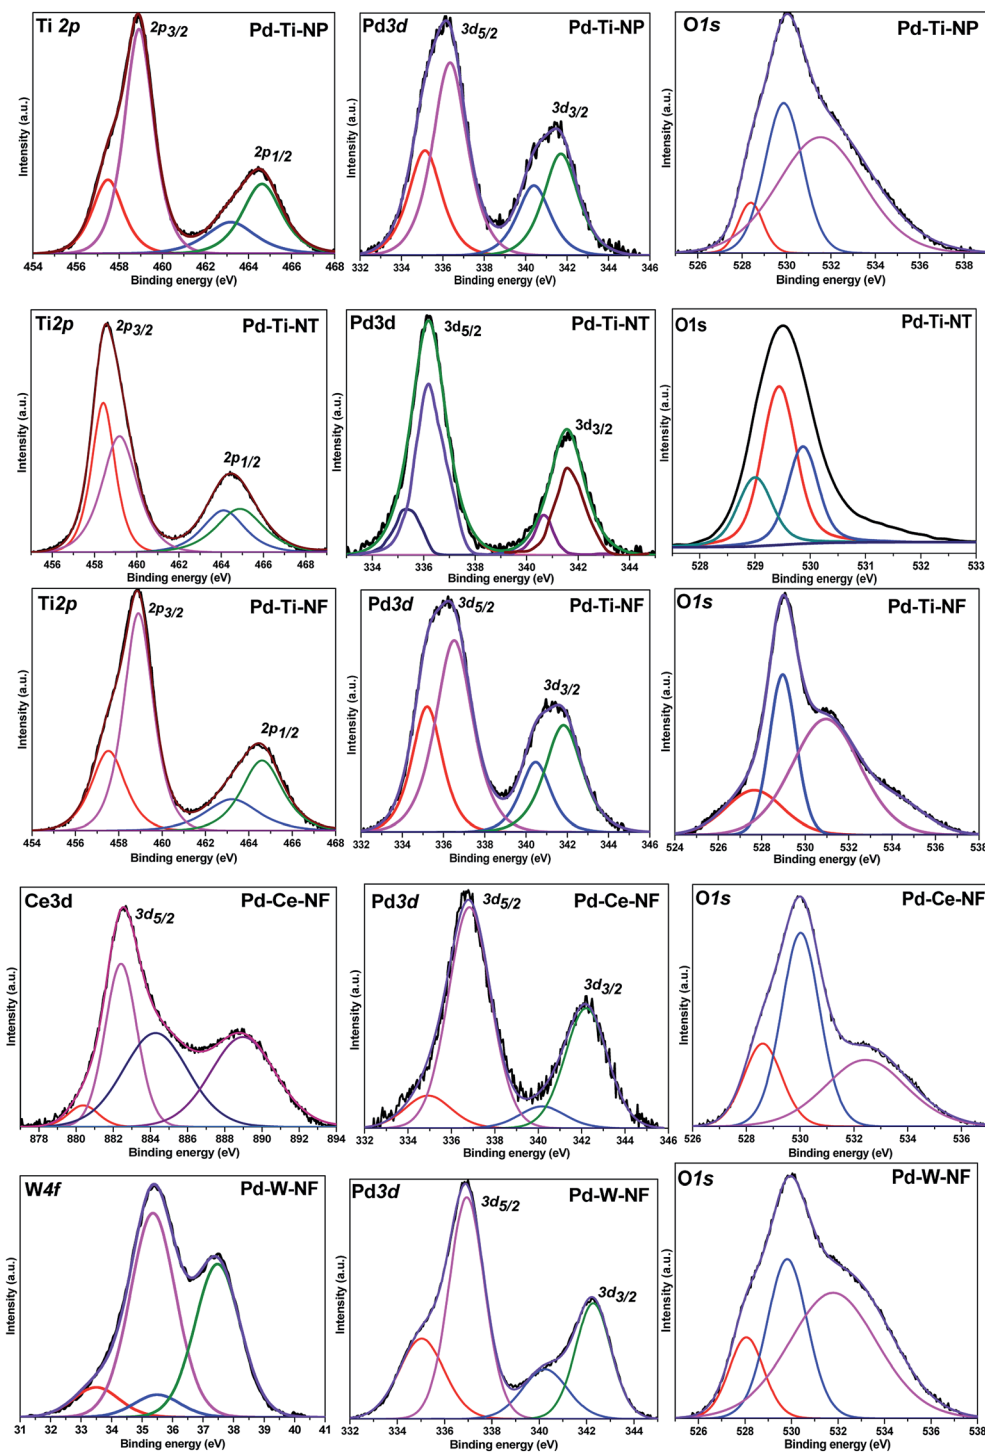 Ti 2p 2p3/2 Pd-Ti-NP
2p1/2
Intensity (a.u.)
454 456 458 460 462 464 466 468
Binding energy (eV)
Pd3d 3d5/2 Pd-Ti-NP
3d3/2
Intensity (a.u.)
332 334 336 338 340 342 344 346
Binding energy (eV)
O1s Pd-Ti-NP
Intensity (a.u.)
526 528 530 532 534 536 538
Binding energy (eV)
Ti2p 2p3/2 Pd-Ti-NT
2p1/2
Intensity (a.u.)
456 458 460 462 464 466 468
Binding energy (eV)
Pd3d 3d5/2 Pd-Ti-NT
3d3/2
Intensity (a.u.)
334 336 338 340 342 344
Binding energy (eV)
O1s Pd-Ti-NT
Intensity (a.u.)
528 529 530 531 532 533
Binding energy (eV)
Ti2p 2p3/2 Pd-Ti-NF
2p1/2
Intensity (a.u.)
454 456 458 460 462 464 466 468
Binding energy (eV)
Pd3d 3d5/2 Pd-Ti-NF
3d3/2
Intensity (a.u.)
332 334 336 338 340 342 344 346
Binding energy (eV)
O1s Pd-Ti-NF
Intensity (a.u.)
524 526 528 530 532 534 536 538
Binding energy (eV)
Ce3d 3d5/2 Pd-Ce-NF
Intensity (a.u.)
878 880 882 884 886 888 890 892 894
Binding energy (eV)
Pd3d 3d5/2 Pd-Ce-NF
3d3/2
Intensity (a.u.)
332 334 336 338 340 342 344 346
Binding energy (eV)
O1s Pd-Ce-NF
Intensity (a.u.)
526 528 530 532 534 536
Binding energy (eV)
W4f Pd-W-NF
Intensity (a.u.)
31 32 33 34 35 36 37 38 39 40 41
Binding energy (eV)
Pd3d 3d5/2 Pd-W-NF
3d3/2
Intensity (a.u.)
332 334 336 338 340 342 344
Binding energy (eV)
O1s Pd-W-NF
Intensity (a.u.)
526 528 530 532 534 536 538
Binding energy (eV)